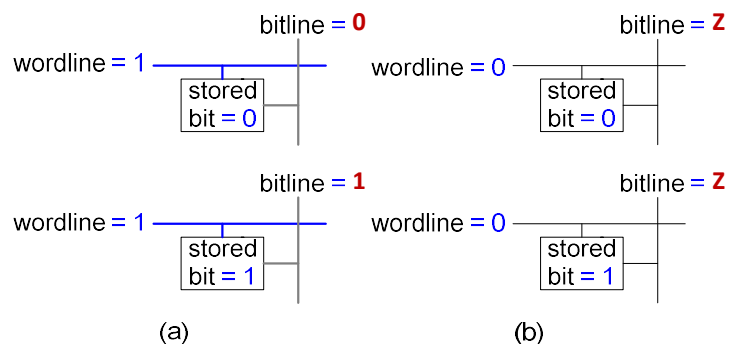 bitline = 0
wordline = 1
stored
bit = 0
bitline = Z
wordline = 0
stored
bit = 0
bitline = 1
wordline = 1
stored
bit = 1
bitline = Z
wordline = 0
stored
bit = 1
(a)
(b)